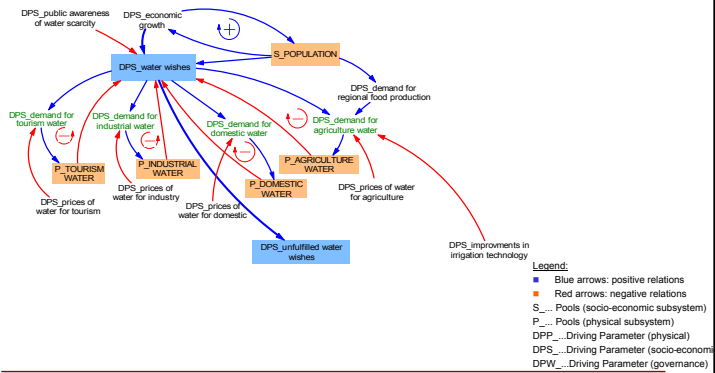 DPS_public awareness
of water scarcity
DPS_economic
growth
S_POPULATION
DPS_water wishes
DPS_demand for
regional food production
DPS_demand for
tourism water
DPS_demand for
industrial water
DPS_demand for
domestic water
DPS_demand for
agriculture water
P_TOURISM
WATER
P_INDUSTRIAL
WATER
P_DOMESTIC
WATER
P_AGRICULTURE
WATER
DPS_prices of
water for tourism
DPS_prices of
water for industry
DPS_prices of
water for domestic
DPS_prices of water
for agriculture
DPS_unfulfilled water
wishes
DPS_improvments in
irrigation technology
Legend:
Blue arrows: positive relations
Red arrows: negative relations
S_... Pools (socio-economic subsystem)
P_... Pools (physical subsystem)
DPP_...Driving Parameter (physical)
DPS_...Driving Parameter (socio-economi
DPW_...Driving Parameter (governance)